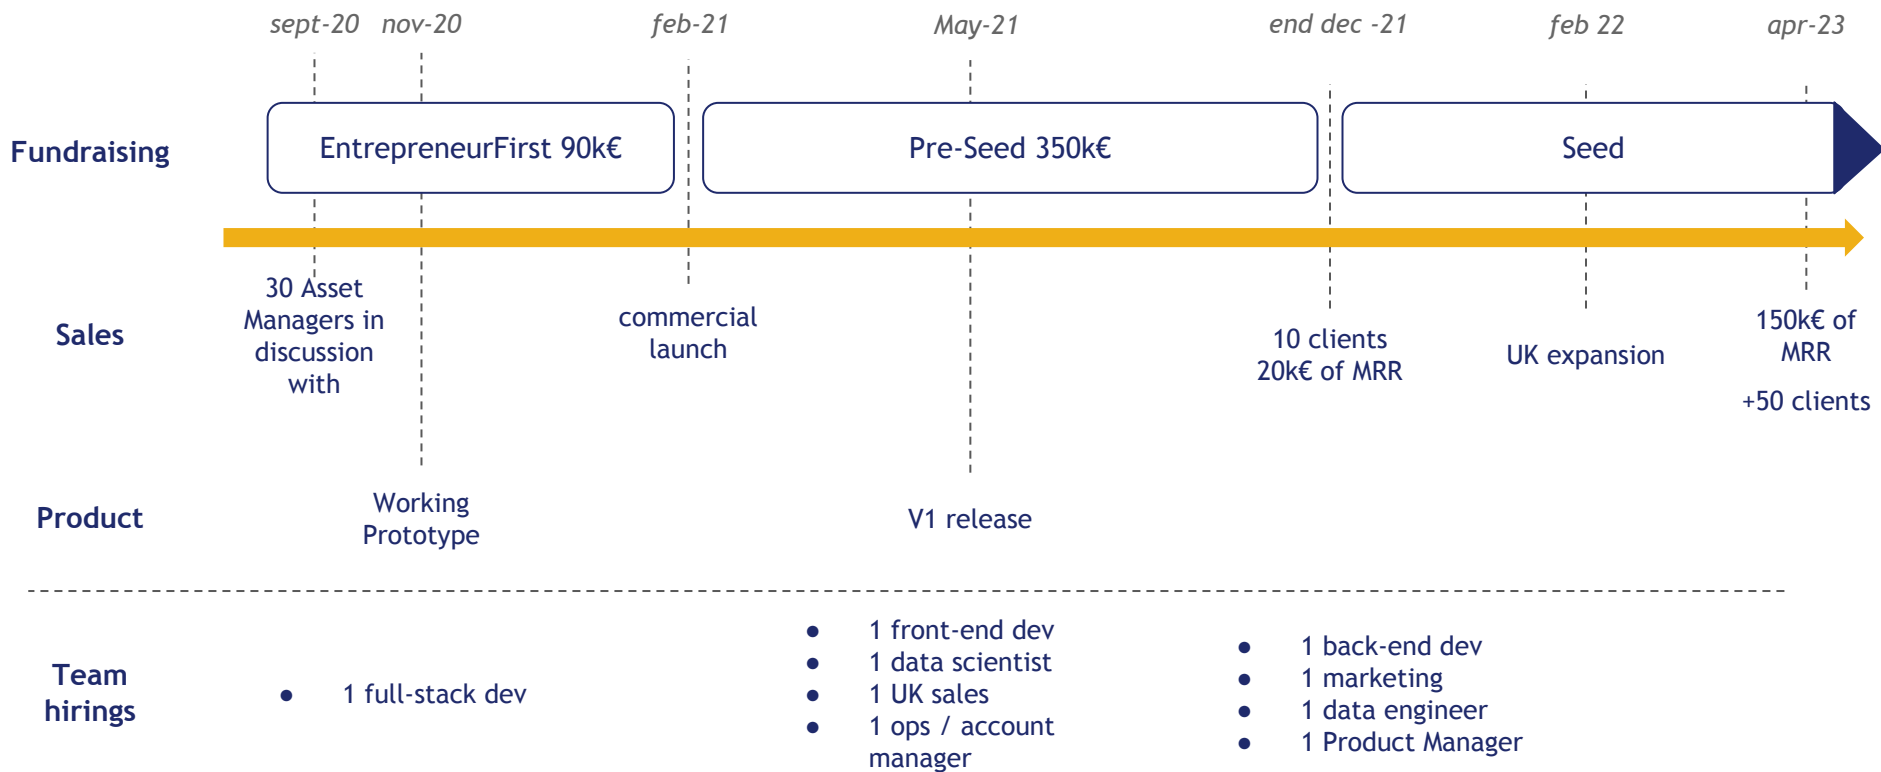 sept-20
nov-20
feb-21
May-21
end dec -21
feb 22
apr-23
Fundraising
EntrepreneurFirst 90k€
Pre-Seed 350k€
Seed
Sales
30 Asset
Managers in
discussion
with
commercial
launch
10 clients
20k€ of MRR
UK expansion
150k€ of
MRR
+50 clients
Product
Working
Prototype
V1 release
Team
hirings
● 1 full-stack dev
● 1 front-end dev
● 1 data scientist
● 1 UK sales
● 1 ops / account
manager
● 1 back-end dev
● 1 marketing
● 1 data engineer
● 1 Product Manager